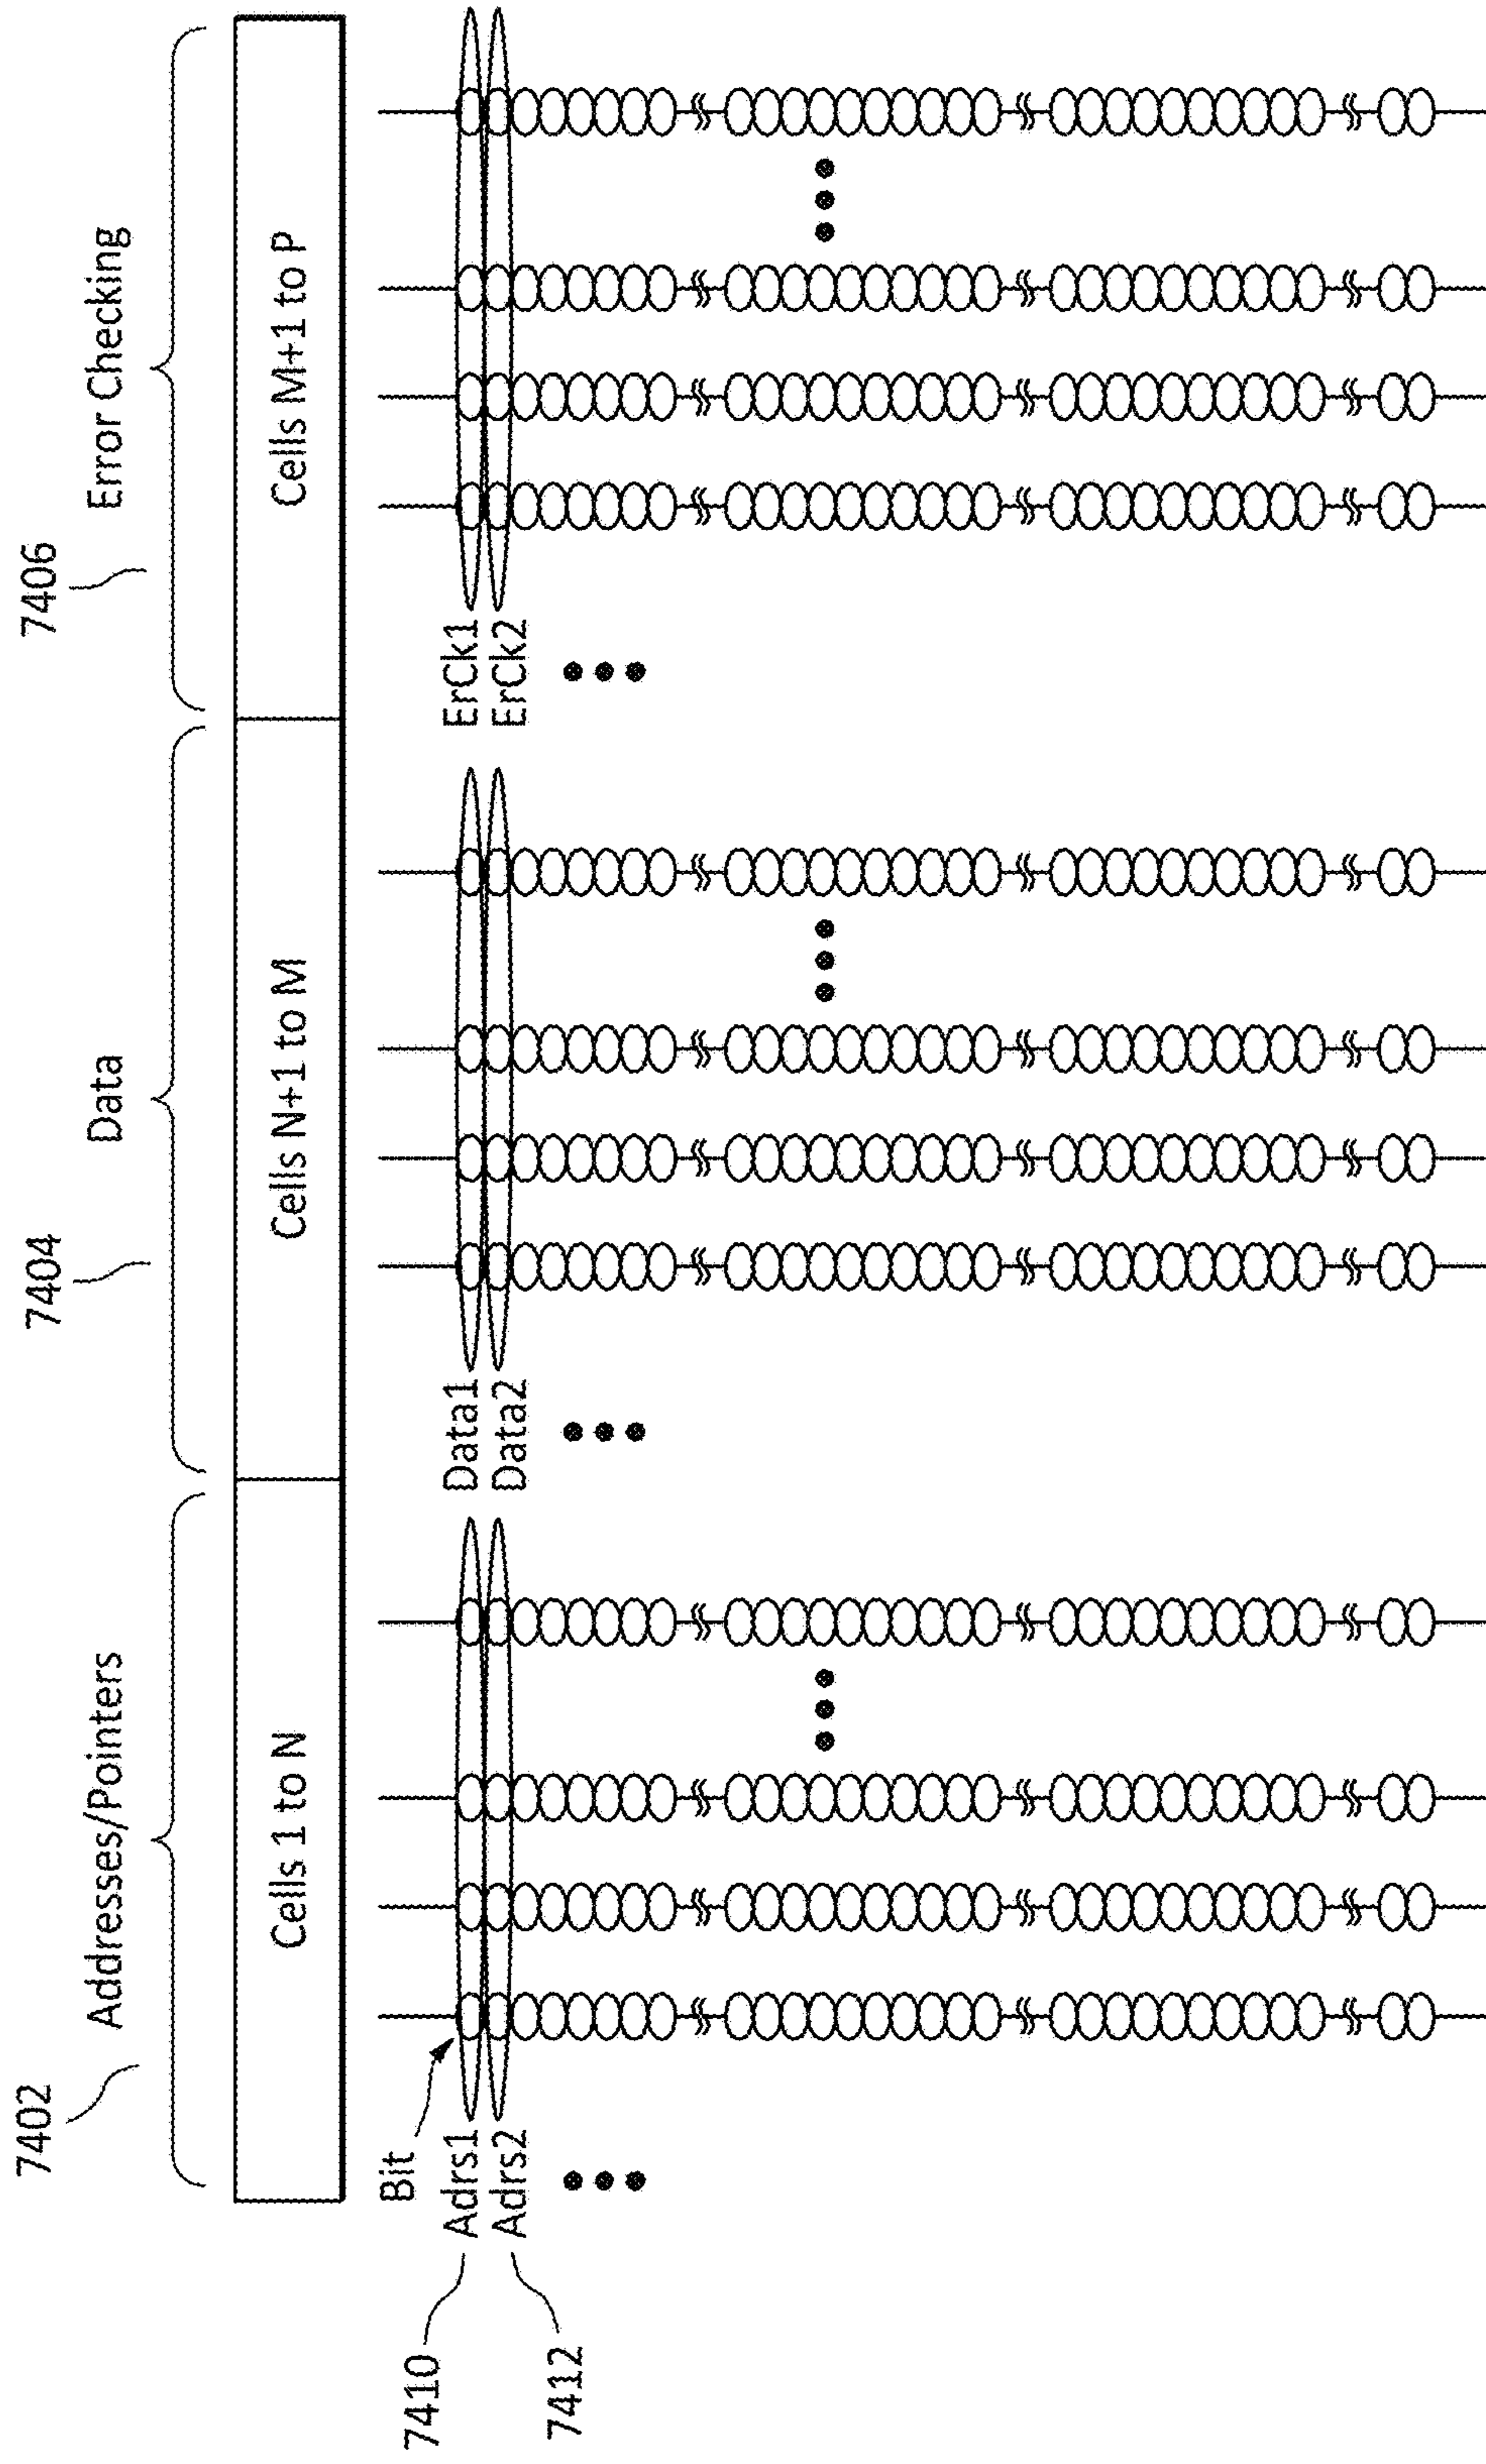 7402
7404
7406
Addresses/Pointers
Data
Error Checking
Cells 1 to N
Cells N+1 to M
Cells M+1 to P
Bit
7410
Adrs1
Data1
ErCk1
7412
Adrs2
Data2
ErCk2